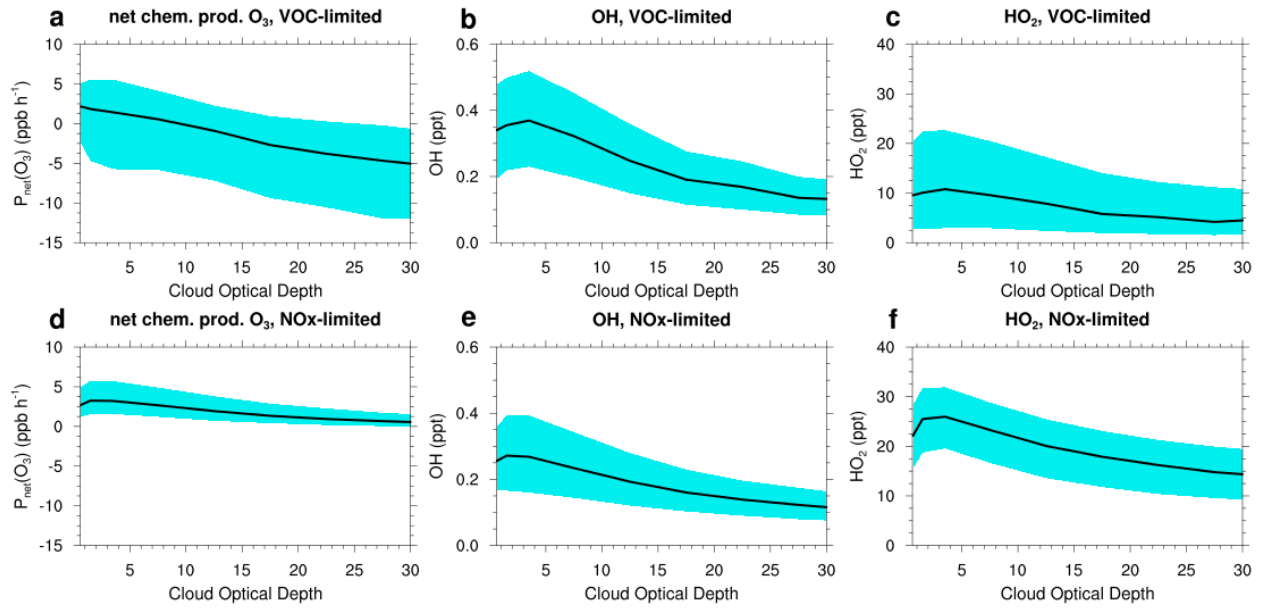 a net chem. prod. O₃, VOC-limited
10
5
0
-5
-10
-15
P_net(O₃) (ppb h⁻¹)
5 10 15 20 25 30
Cloud Optical Depth
b OH, VOC-limited
0.6
0.4
0.2
0.0
OH (ppt)
5 10 15 20 25 30
Cloud Optical Depth
c HO₂, VOC-limited
40
30
20
10
0
HO₂ (ppt)
5 10 15 20 25 30
Cloud Optical Depth
d net chem. prod. O₃, NOx-limited
10
5
0
-5
-10
-15
P_net(O₃) (ppb h⁻¹)
5 10 15 20 25 30
Cloud Optical Depth
e OH, NOx-limited
0.6
0.4
0.2
0.0
OH (ppt)
5 10 15 20 25 30
Cloud Optical Depth
f HO₂, NOx-limited
40
30
20
10
0
HO₂ (ppt)
5 10 15 20 25 30
Cloud Optical Depth